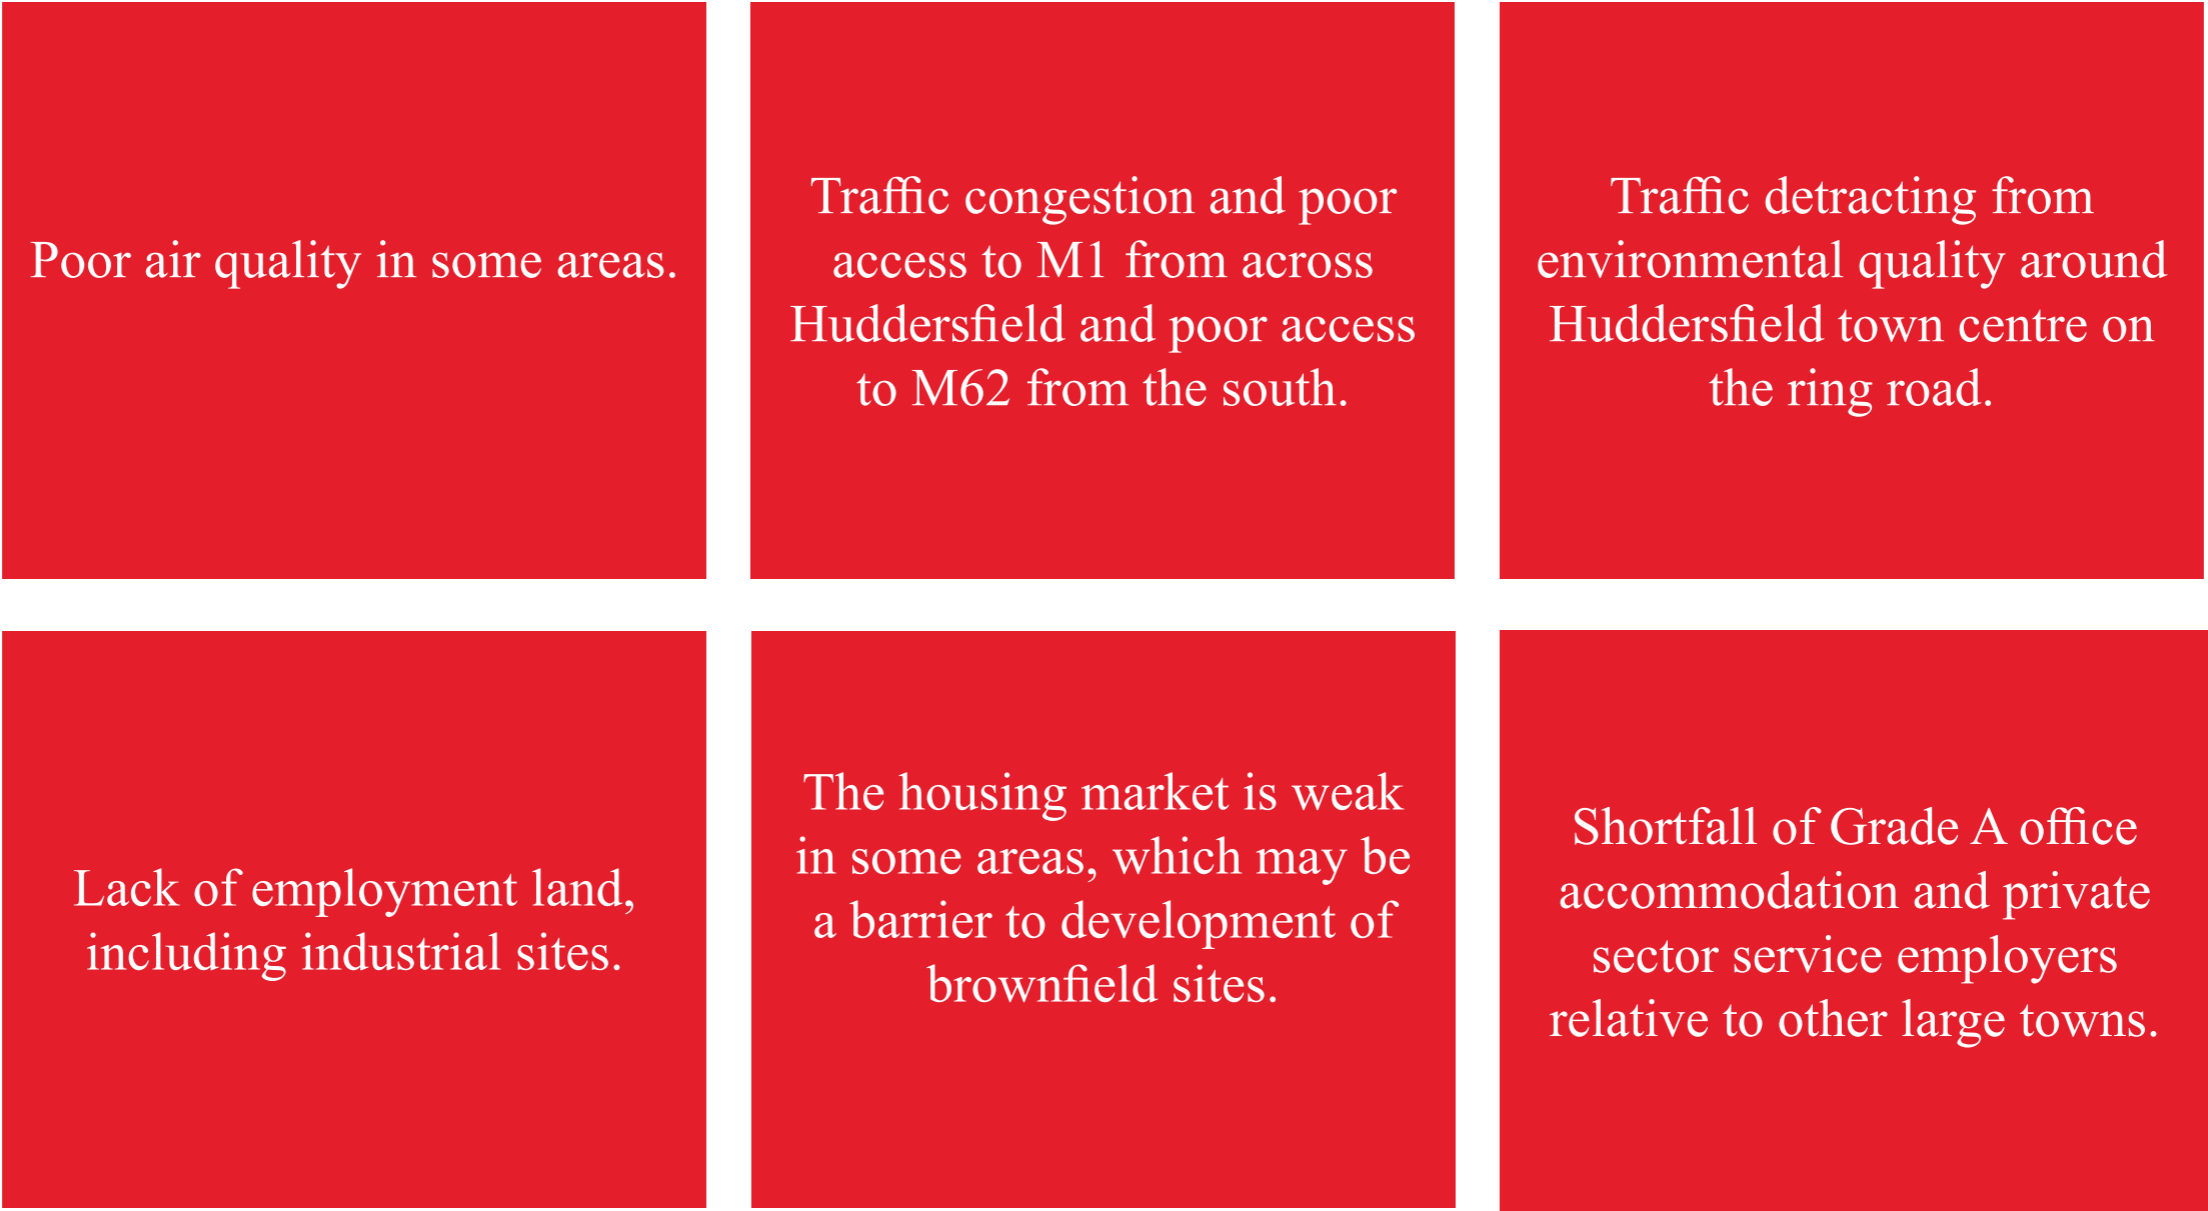 Poor air quality in some areas.
Traffic congestion and poor
access to M1 from across
Huddersfield and poor access
to M62 from the south.
Traffic detracting from
environmental quality around
Huddersfield town centre on
the ring road.
Lack of employment land,
including industrial sites.
The housing market is weak
in some areas, which may be
a barrier to development of
brownfield sites.
Shortfall of Grade A office
accommodation and private
sector service employers
relative to other large towns.